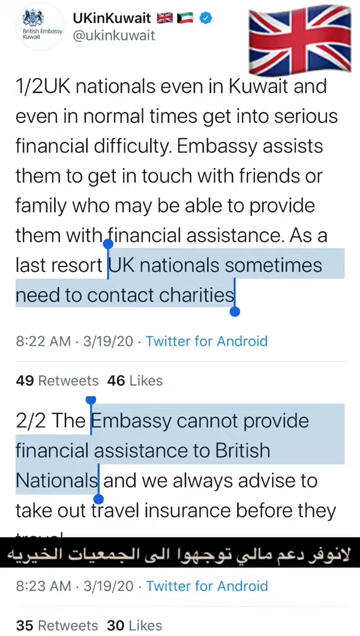 British Embassy
Kuwait
UKinKuwait 🇬🇧 🇰🇼
@ukinkuwait
1/2UK nationals even in Kuwait and
even in normal times get into serious
financial difficulty. Embassy assists
them to get in touch with friends or
family who may be able to provide
them with financial assistance. As a
last resort UK nationals sometimes
need to contact charities
8:22 AM · 3/19/20 · Twitter for Android
49 Retweets 46 Likes
2/2 The Embassy cannot provide
financial assistance to British
Nationals and we always advise to
take out travel insurance before they
لانوفر دعم مالي توجهوا الى الجمعيات الخيريه
8:23 AM · 3/19/20 · Twitter for Android
35 Retweets 30 Likes